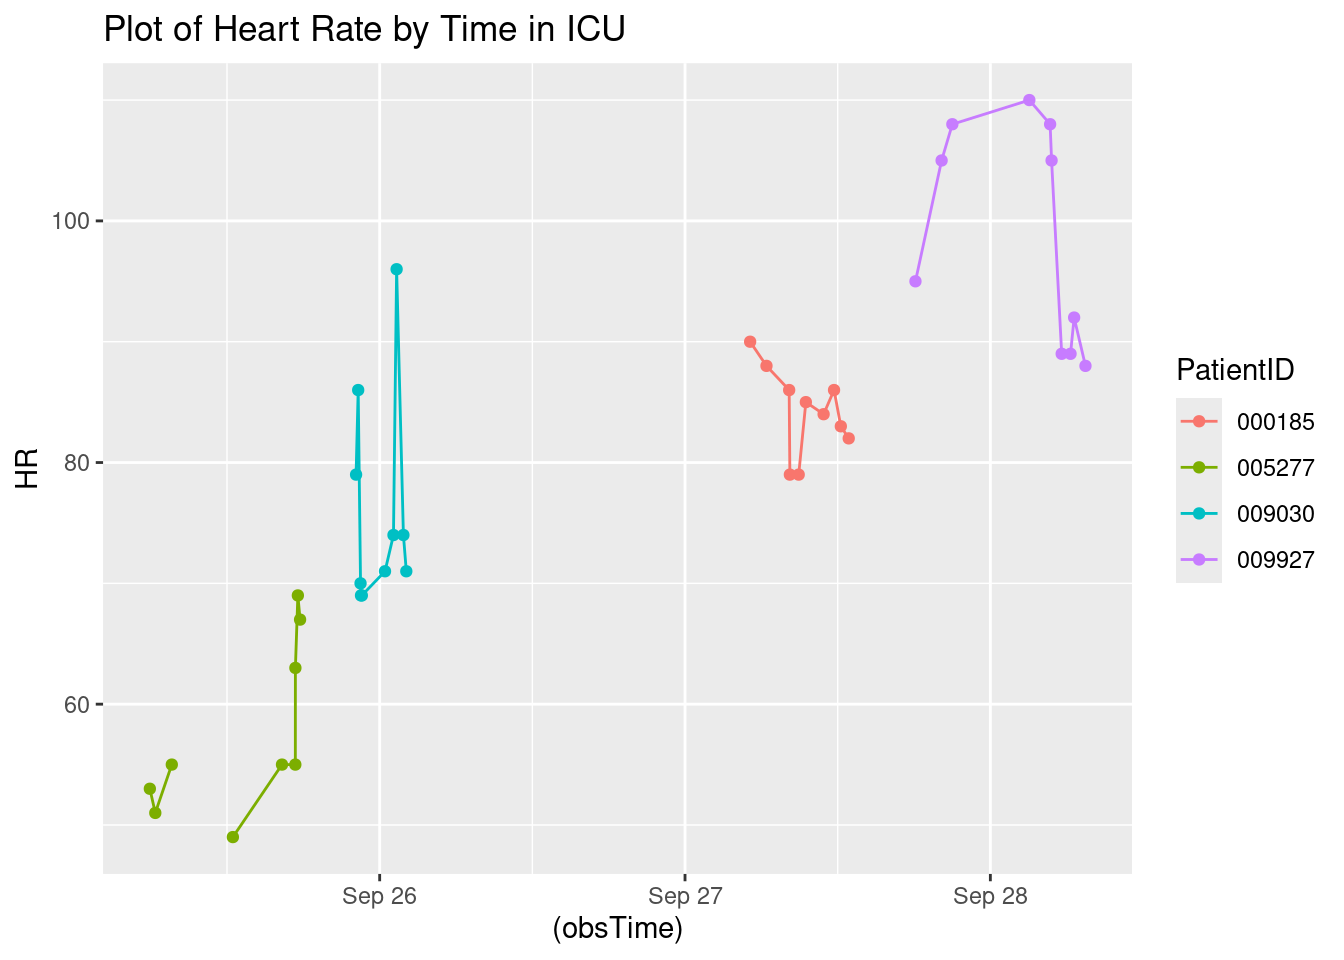 Plot of Heart Rate by Time in ICU
HR
100
80
60
Sep 26
Sep 27
Sep 28
(obsTime)
PatientID
000185
005277
009030
009927